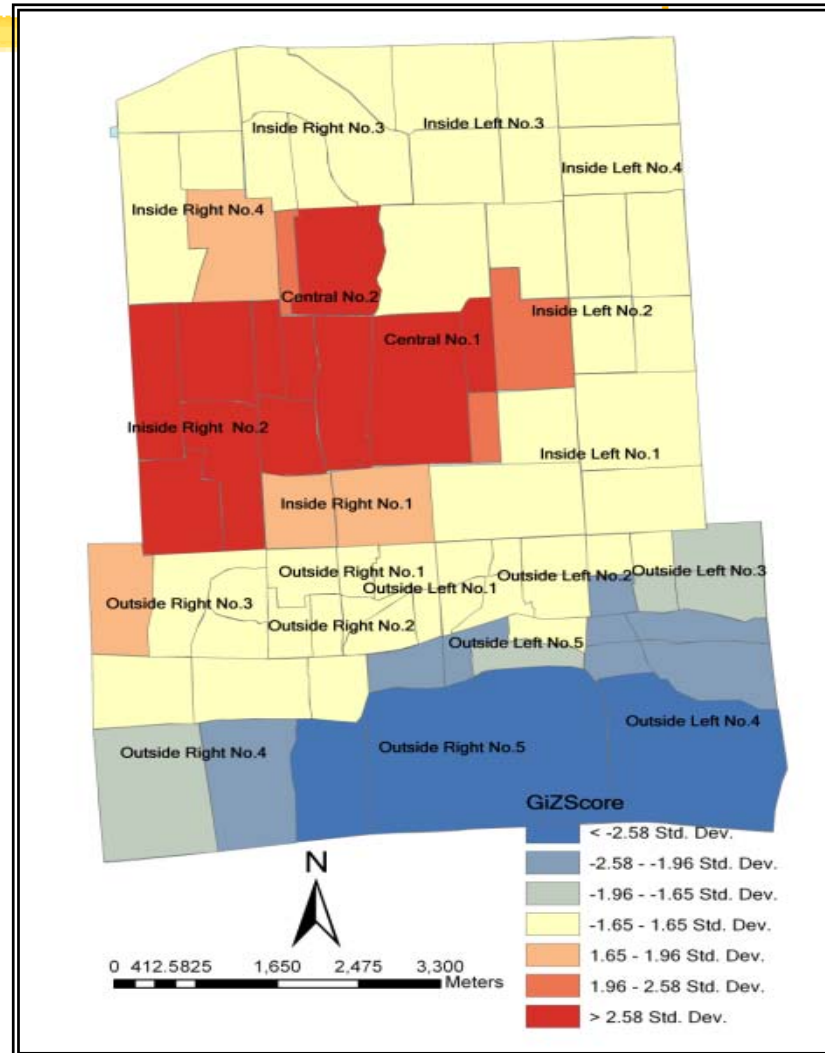 Inside Right No.3
Inside Left No.3
Inside Left No.4
Inside Right No.4
Central No.2
Inside Left No.2
Central No.1
Iniside Right No.2
Inside Left No.1
Inside Right No.1
Outside Right No.1
Outside Left No.2
Outside Left No.3
Outside Left No.1
Outside Right No.3
Outside Right No.2
Outside Left No.5
Outside Left No.4
Outside Right No.4
Outside Right No.5
GiZScore
< -2.58 Std. Dev.
-2.58 - -1.96 Std. Dev.
-1.96 - -1.65 Std. Dev.
-1.65 - 1.65 Std. Dev.
1.65 - 1.96 Std. Dev.
1.96 - 2.58 Std. Dev.
> 2.58 Std. Dev.
N
0 412.5825 1,650 2,475 3,300
Meters